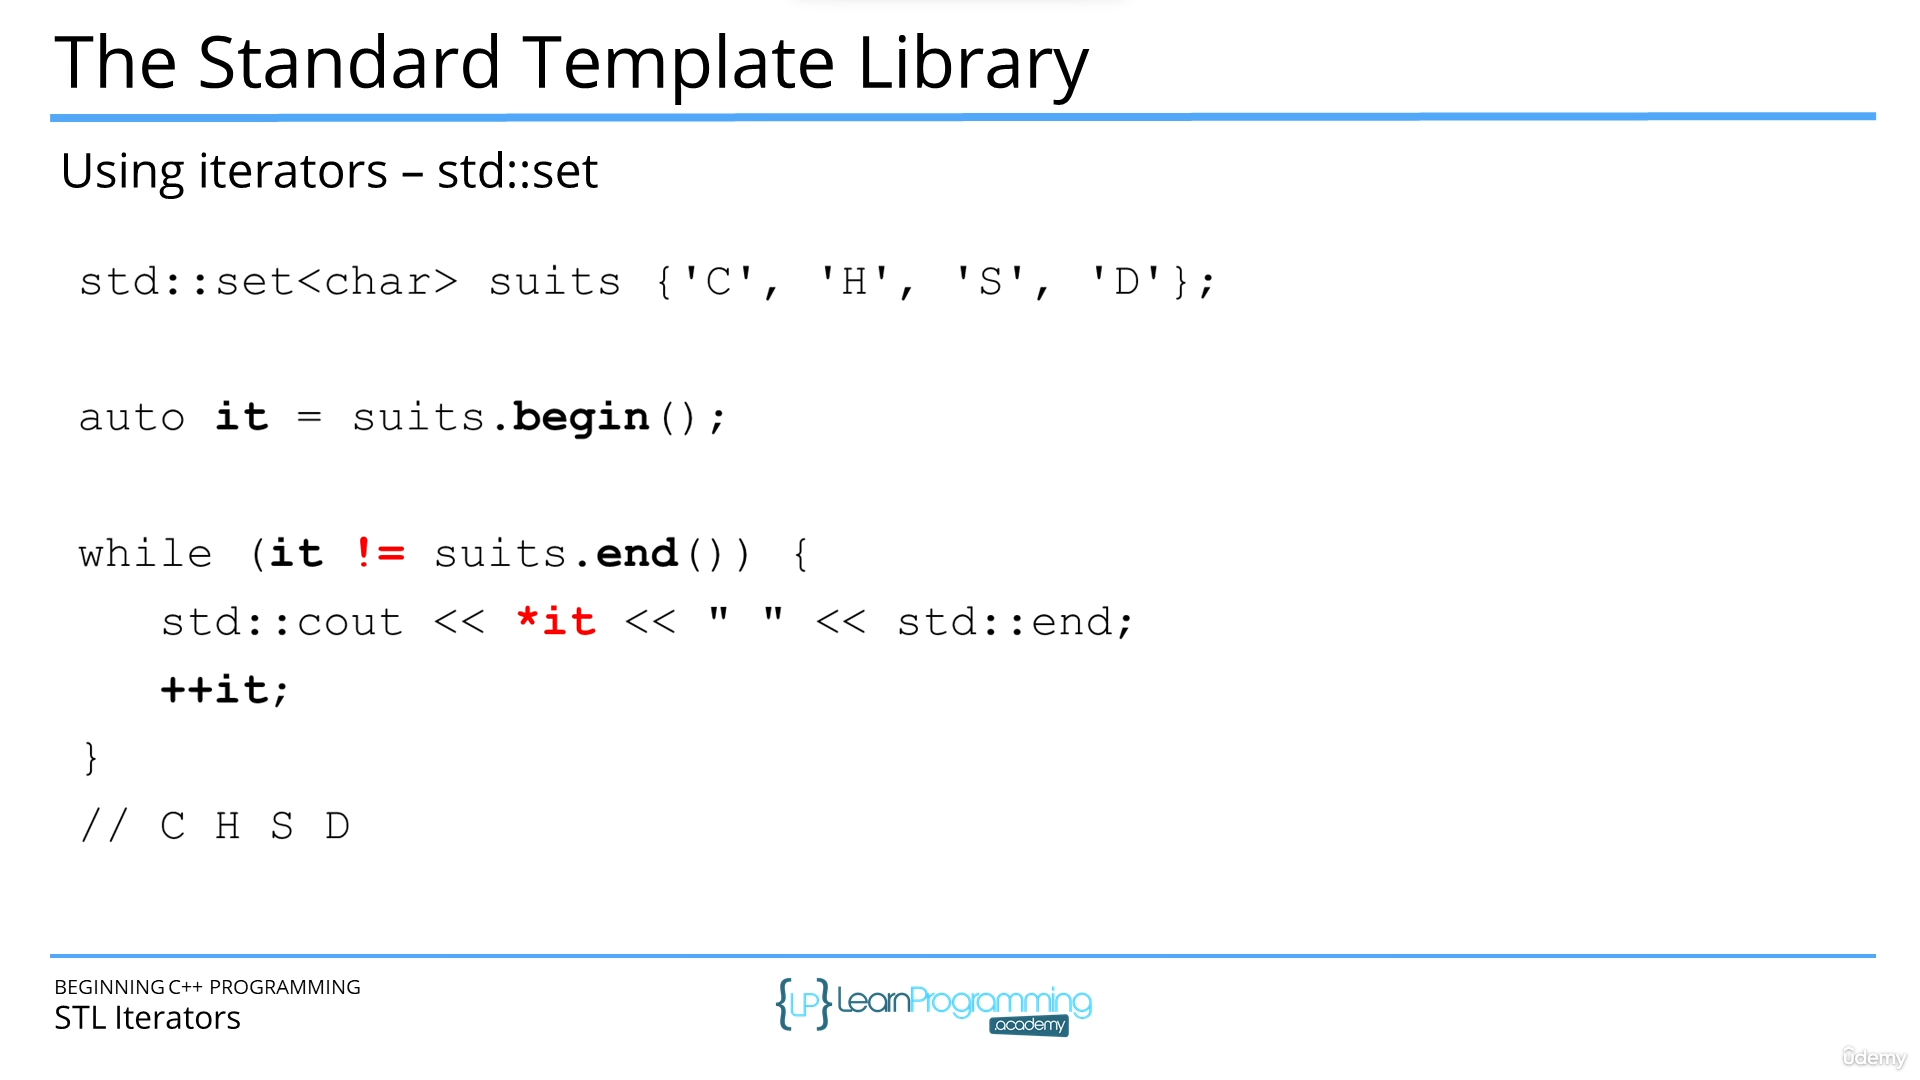 The Standard Template Library
Using iterators – std::set
std::set<char> suits {'C', 'H', 'S', 'D'};
auto it = suits.begin();
while (it != suits.end()) {
std::cout << *it << " " << std::end;
++it;
}
// C H S D
BEGINNING C++ PROGRAMMING
STL Iterators
{LP} LearnProgramming
.academy
ûdemy